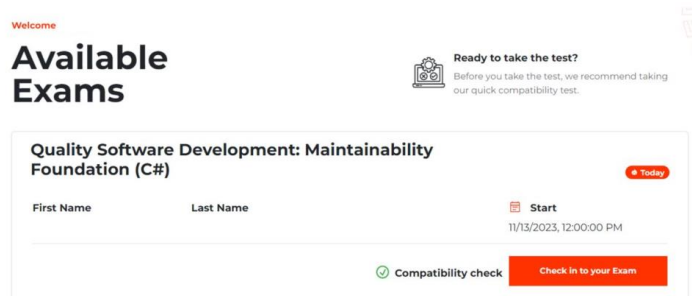 Welcome
Available
Exams
Ready to take the test?
Before you take the test, we recommend taking
our quick compatibility test.
Quality Software Development: Maintainability
Foundation (C#)
Today
First Name
Last Name
Start
11/13/2023, 12:00:00 PM
Compatibility check
Check in to your Exam